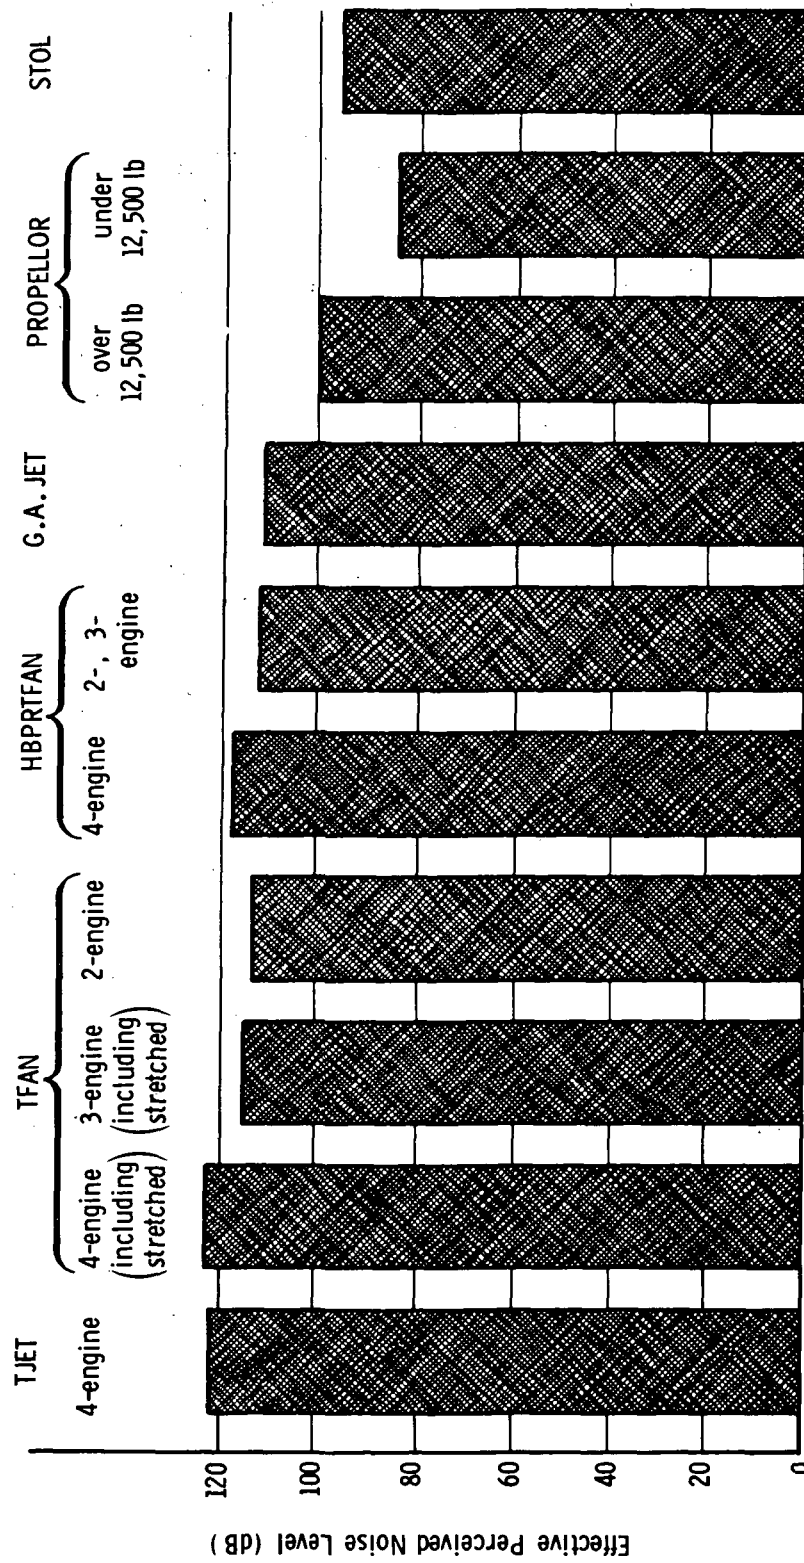 TJET
4-engine
TFAN
4-engine
(including)
(stretched)
3-engine
(including)
(stretched)
2-engine
HBPRTFAN
4-engine
2-, 3-
engine
G.A. JET
PROPELLOR
over
12,500 lb
under
12,500 lb
STOL
Effective Perceived Noise Level (dB)
120
100
80
60
40
20
0